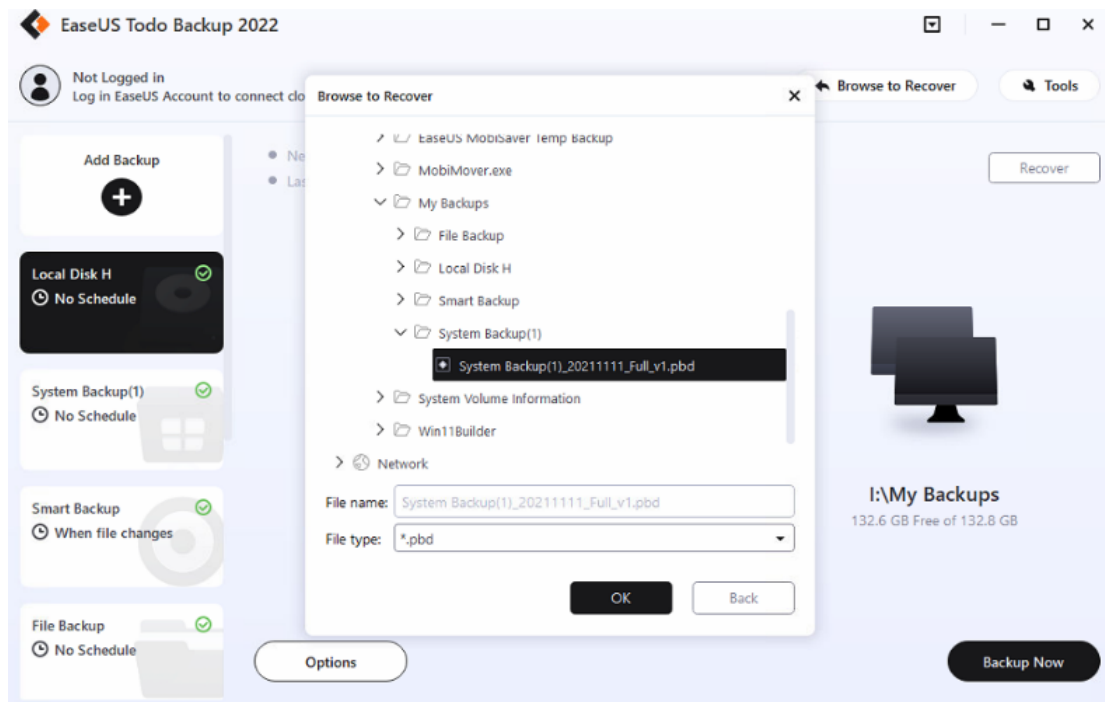 EaseUS Todo Backup 2022
Not Logged in
Log in EaseUS Account to connect clo
Browse to Recover
Tools
Add Backup
Local Disk H
No Schedule
System Backup(1)
No Schedule
Smart Backup
When file changes
File Backup
No Schedule
Ne
Las
Recover
Browse to Recover
EaseUS MobiSaver Temp Backup
MobiMover.exe
My Backups
File Backup
Local Disk H
Smart Backup
System Backup(1)
System Backup(1)_20211111_Full_v1.pbd
System Volume Information
Win11Builder
Network
File name: System Backup(1)_20211111_Full_v1.pbd
File type: *.pbd
OK
Back
I:\My Backups
132.6 GB Free of 132.8 GB
Options
Backup Now